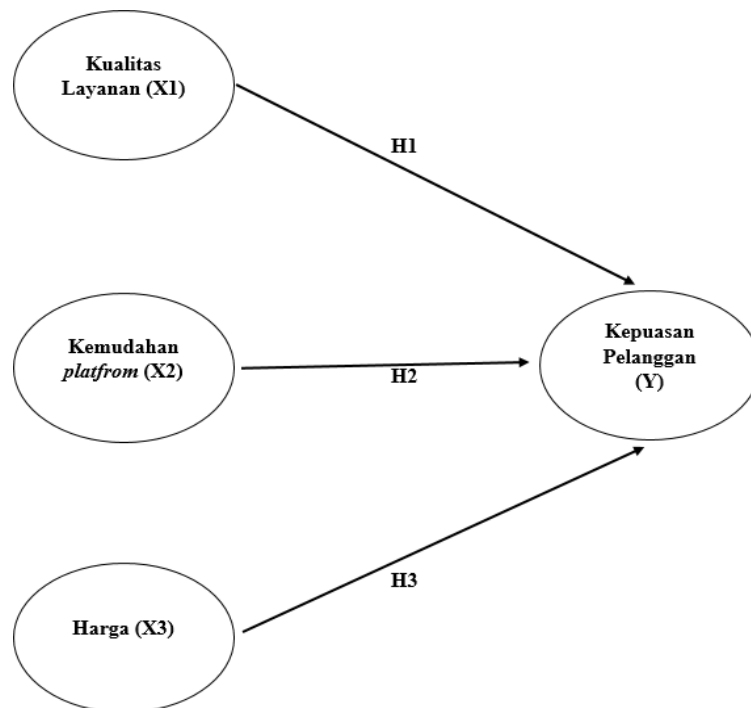 Kualitas
Layanan (X1)
H1
Kemudahan
platfrom (X2)
H2
Kepuasan
Pelanggan
(Y)
H3
Harga (X3)